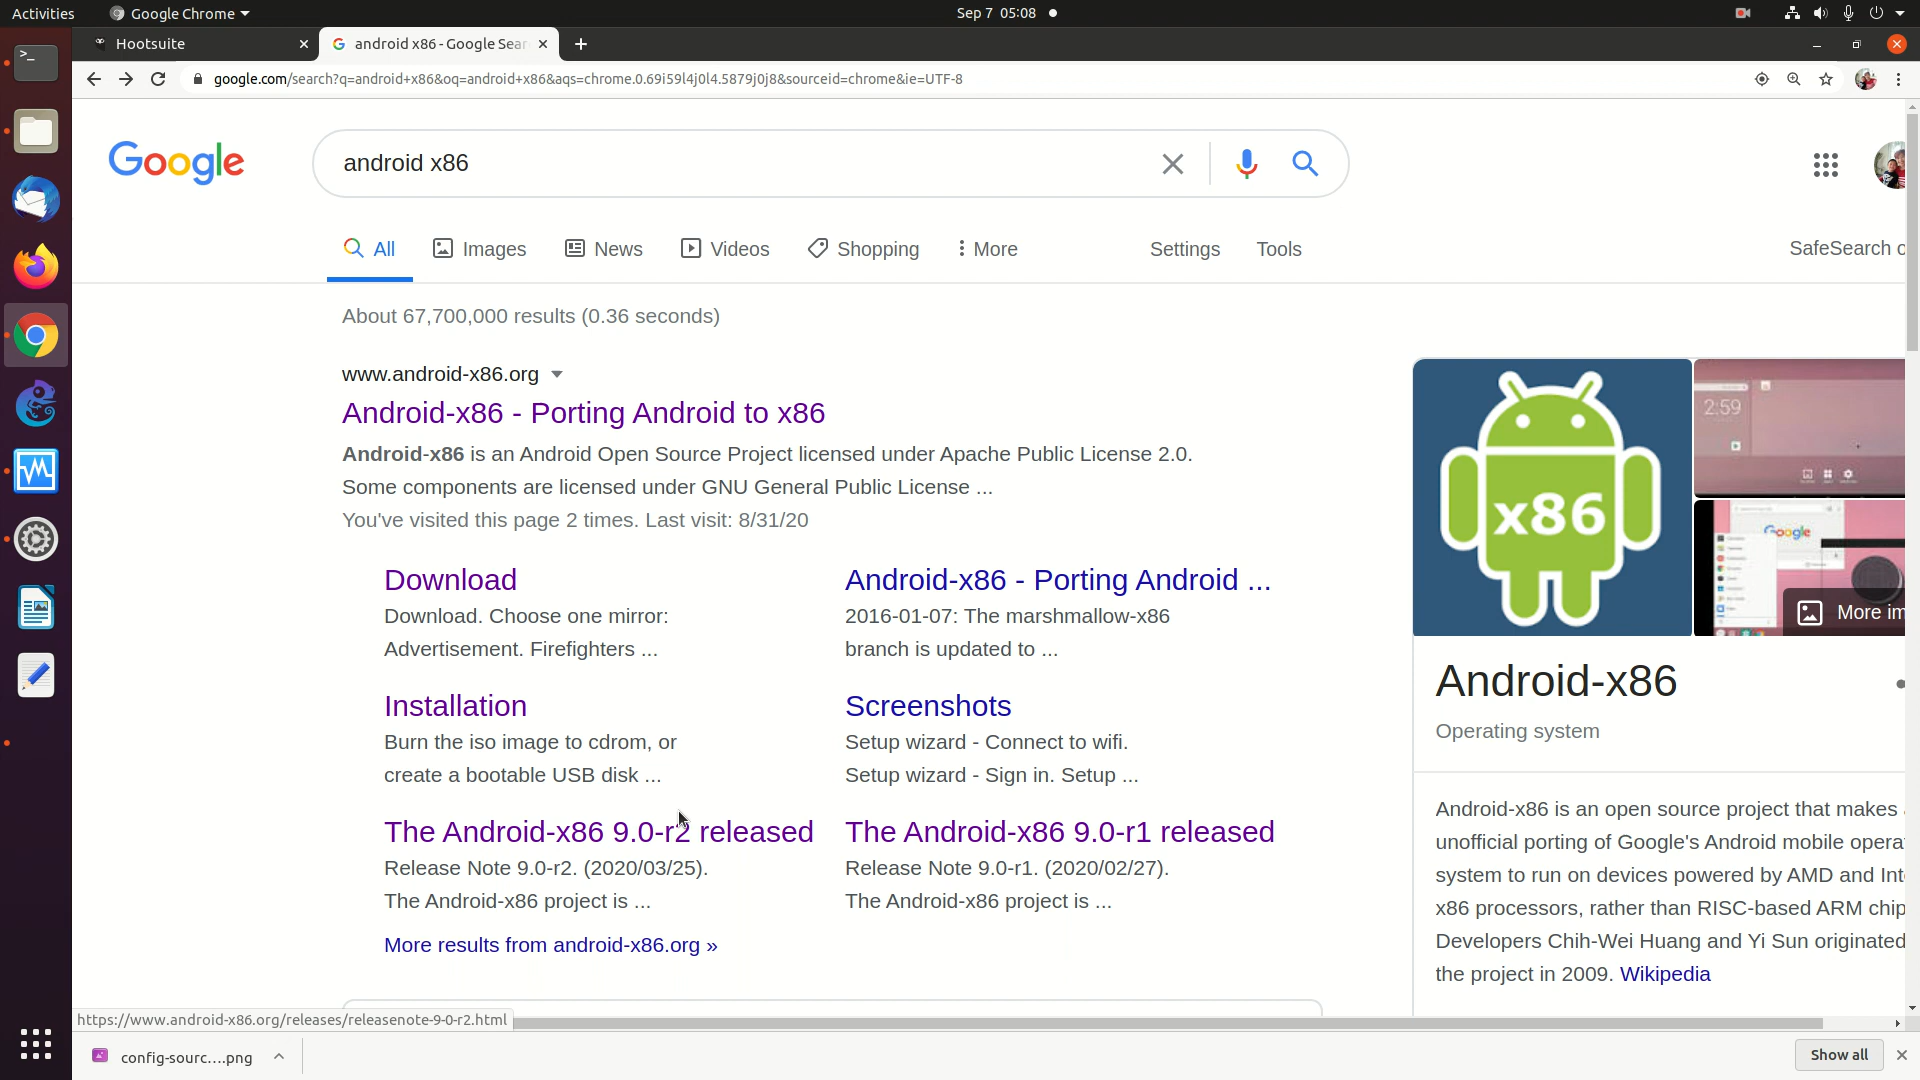 Activities
Google Chrome
Sep 7 05:08
Hootsuite
android x86 - Google Sear
google.com/search?q=android+x86&oq=android+x86&aqs=chrome.0.69i59l4j0l4.5879j0j8&sourceid=chrome&ie=UTF-8
Google
android x86
All
Images
News
Videos
Shopping
More
Settings
Tools
SafeSearch o
About 67,700,000 results (0.36 seconds)
www.android-x86.org
Android-x86 - Porting Android to x86
Android-x86 is an Android Open Source Project licensed under Apache Public License 2.0.
Some components are licensed under GNU General Public License ...
You've visited this page 2 times. Last visit: 8/31/20
Download
Download. Choose one mirror:
Advertisement. Firefighters ...
Android-x86 - Porting Android ...
2016-01-07: The marshmallow-x86
branch is updated to ...
Installation
Burn the iso image to cdrom, or
create a bootable USB disk ...
Screenshots
Setup wizard - Connect to wifi.
Setup wizard - Sign in. Setup ...
The Android-x86 9.0-r2 released
Release Note 9.0-r2. (2020/03/25).
The Android-x86 project is ...
The Android-x86 9.0-r1 released
Release Note 9.0-r1. (2020/02/27).
The Android-x86 project is ...
More results from android-x86.org »
x86
2:59
Google
More im
Android-x86
Operating system
Android-x86 is an open source project that makes
unofficial porting of Google's Android mobile opera
system to run on devices powered by AMD and Int
x86 processors, rather than RISC-based ARM chip
Developers Chih-Wei Huang and Yi Sun originated
the project in 2009. Wikipedia
https://www.android-x86.org/releases/releasenote-9-0-r2.html
config-sourc....png
Show all